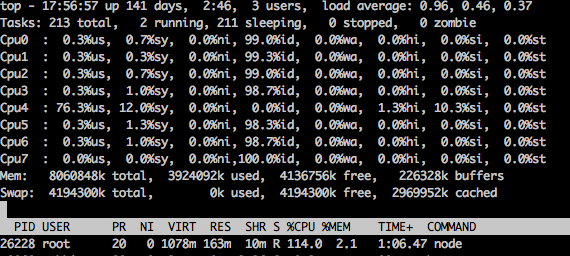 top - 17:56:57 up 141 days,  2:46,  3 users,  load average: 0.96, 0.46, 0.37
Tasks: 213 total,   2 running, 211 sleeping,   0 stopped,   0 zombie
Cpu0  :  0.3%us,  0.7%sy,  0.0%ni, 99.0%id,  0.0%wa,  0.0%hi,  0.0%si,  0.0%st
Cpu1  :  0.3%us,  0.3%sy,  0.0%ni, 99.3%id,  0.0%wa,  0.0%hi,  0.0%si,  0.0%st
Cpu2  :  0.3%us,  0.7%sy,  0.0%ni, 99.0%id,  0.0%wa,  0.0%hi,  0.0%si,  0.0%st
Cpu3  :  0.3%us,  1.0%sy,  0.0%ni, 98.7%id,  0.0%wa,  0.0%hi,  0.0%si,  0.0%st
Cpu4  : 76.3%us, 12.0%sy,  0.0%ni,  0.0%id,  0.0%wa,  1.3%hi, 10.3%si,  0.0%st
Cpu5  :  0.3%us,  1.3%sy,  0.0%ni, 98.3%id,  0.0%wa,  0.0%hi,  0.0%si,  0.0%st
Cpu6  :  0.3%us,  1.0%sy,  0.0%ni, 98.7%id,  0.0%wa,  0.0%hi,  0.0%si,  0.0%st
Cpu7  :  0.0%us,  0.0%sy,  0.0%ni,100.0%id,  0.0%wa,  0.0%hi,  0.0%si,  0.0%st
Mem:   8060848k total,  3924092k used,  4136756k free,   226328k buffers
Swap:  4194300k total,        0k used,  4194300k free,  2969952k cached
PID USER      PR  NI  VIRT  RES  SHR S %CPU %MEM    TIME+  COMMAND
26228 root      20   0 1078m 163m  10m R 114.0  2.1   1:06.47 node